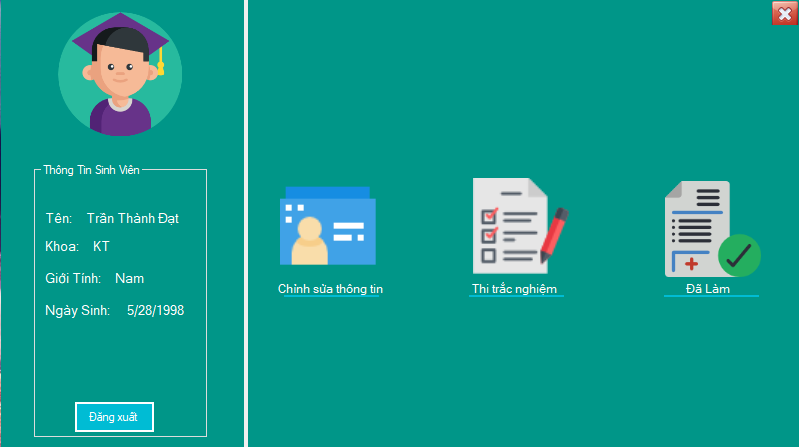 Thông Tin Sinh Viên
Tên: Trần Thành Đạt
Khoa: KT
Giới Tính: Nam
Ngày Sinh: 5/28/1998
Đăng xuất
Chỉnh sửa thông tin
Thi trắc nghiệm
Đã Làm